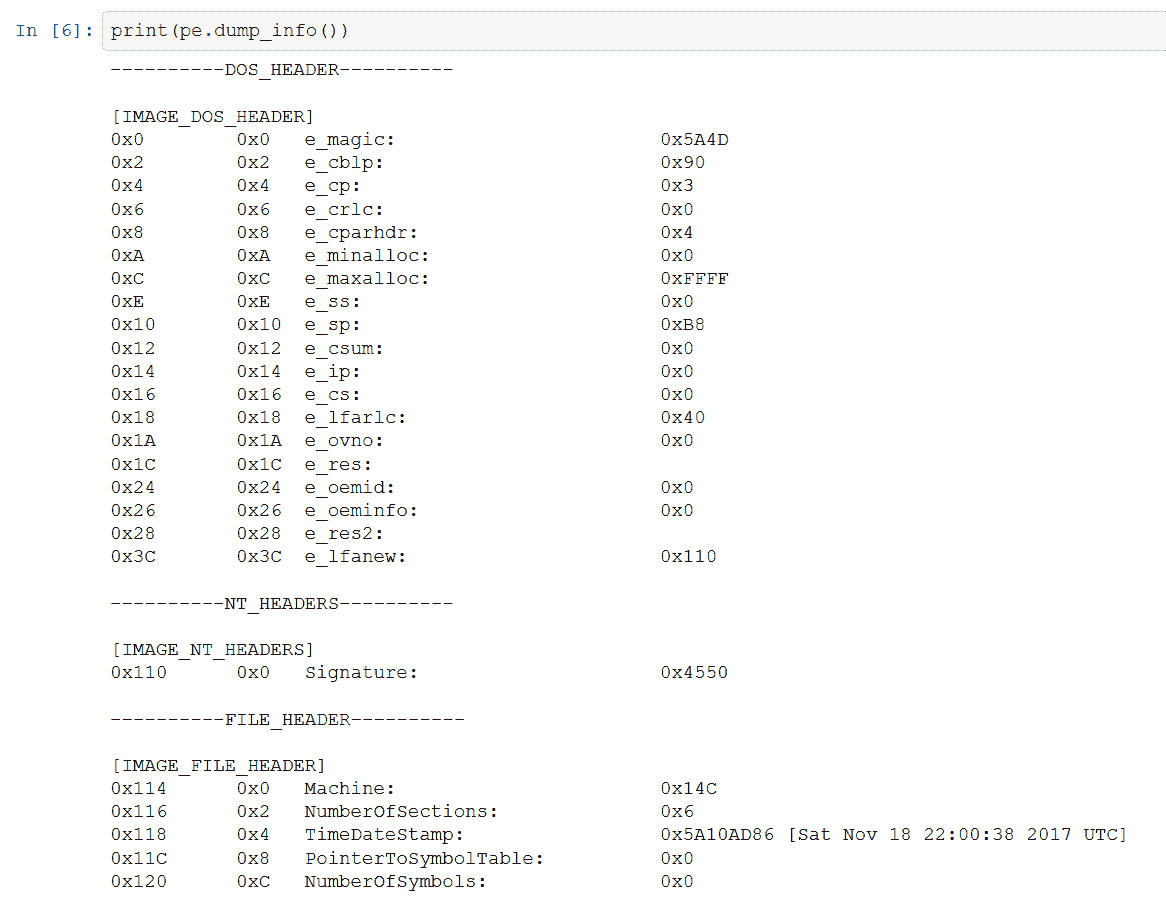 In [6]: print(pe.dump_info())
----------DOS_HEADER----------
[IMAGE_DOS_HEADER]
0x0 0x0 e_magic: 0x5A4D
0x2 0x2 e_cblp: 0x90
0x4 0x4 e_cp: 0x3
0x6 0x6 e_crlc: 0x0
0x8 0x8 e_cparhdr: 0x4
0xA 0xA e_minalloc: 0x0
0xC 0xC e_maxalloc: 0xFFFF
0xE 0xE e_ss: 0x0
0x10 0x10 e_sp: 0xB8
0x12 0x12 e_csum: 0x0
0x14 0x14 e_ip: 0x0
0x16 0x16 e_cs: 0x0
0x18 0x18 e_lfarlc: 0x40
0x1A 0x1A e_ovno: 0x0
0x1C 0x1C e_res:
0x24 0x24 e_oemid: 0x0
0x26 0x26 e_oeminfo: 0x0
0x28 0x28 e_res2:
0x3C 0x3C e_lfanew: 0x110
----------NT_HEADERS----------
[IMAGE_NT_HEADERS]
0x110 0x0 Signature: 0x4550
----------FILE_HEADER----------
[IMAGE_FILE_HEADER]
0x114 0x0 Machine: 0x14C
0x116 0x2 NumberOfSections: 0x6
0x118 0x4 TimeDateStamp: 0x5A10AD86 [Sat Nov 18 22:00:38 2017 UTC]
0x11C 0x8 PointerToSymbolTable: 0x0
0x120 0xC NumberOfSymbols: 0x0